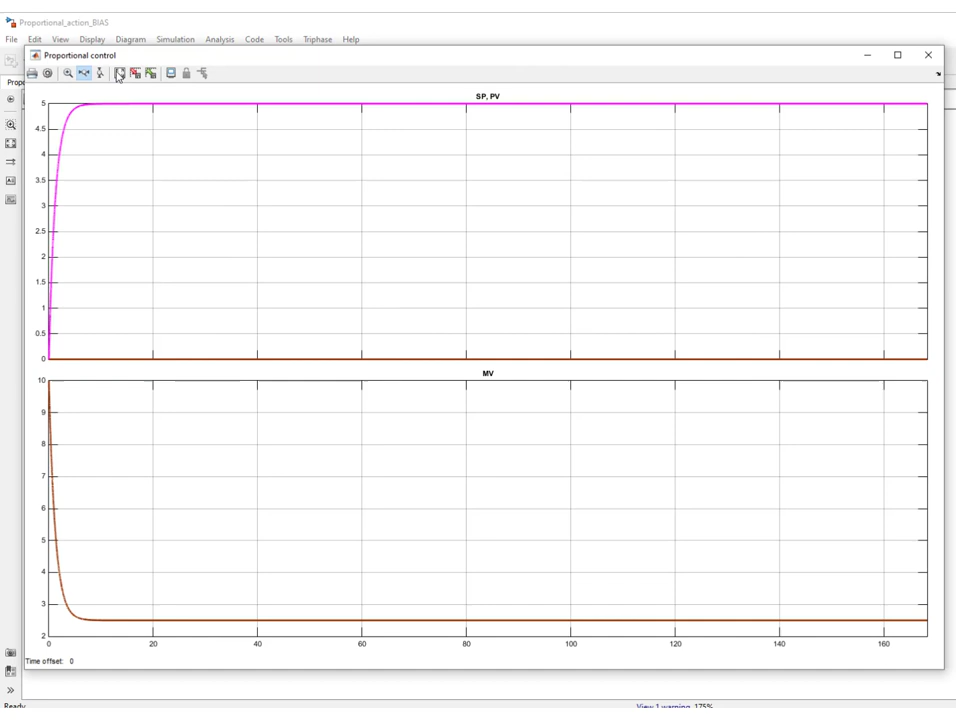 Proportional_action_BIAS
File Edit View Display Diagram Simulation Analysis Code Tools Triphase Help
Proportional control
Prop
SP, PV
5
4.5
4
3.5
3
2.5
2
1.5
1
0.5
0
MV
10
9
8
7
6
5
4
3
2
0 20 40 60 80 100 120 140 160
Time offset: 0
Ready View 1 warning 175%